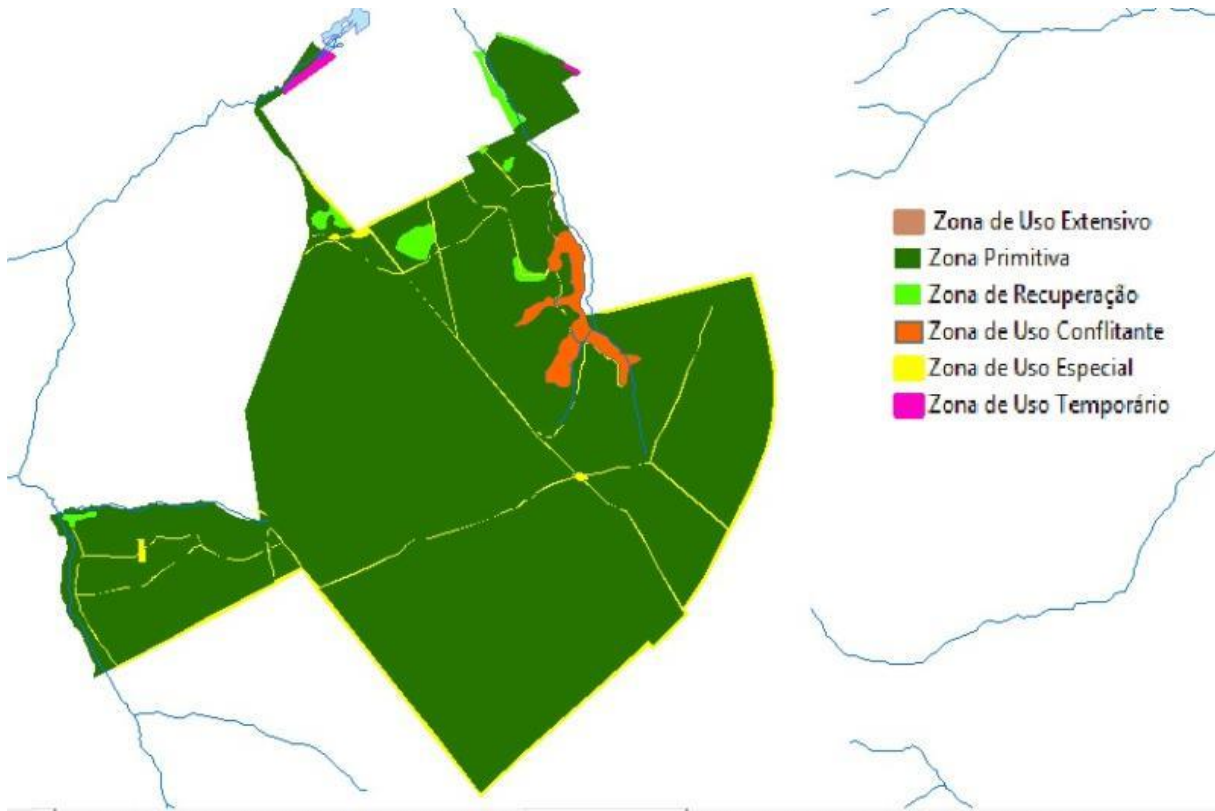 Zona de Uso Extensivo
Zona Primitiva
Zona de Recuperação
Zona de Uso Conflitante
Zona de Uso Especial
Zona de Uso Temporário